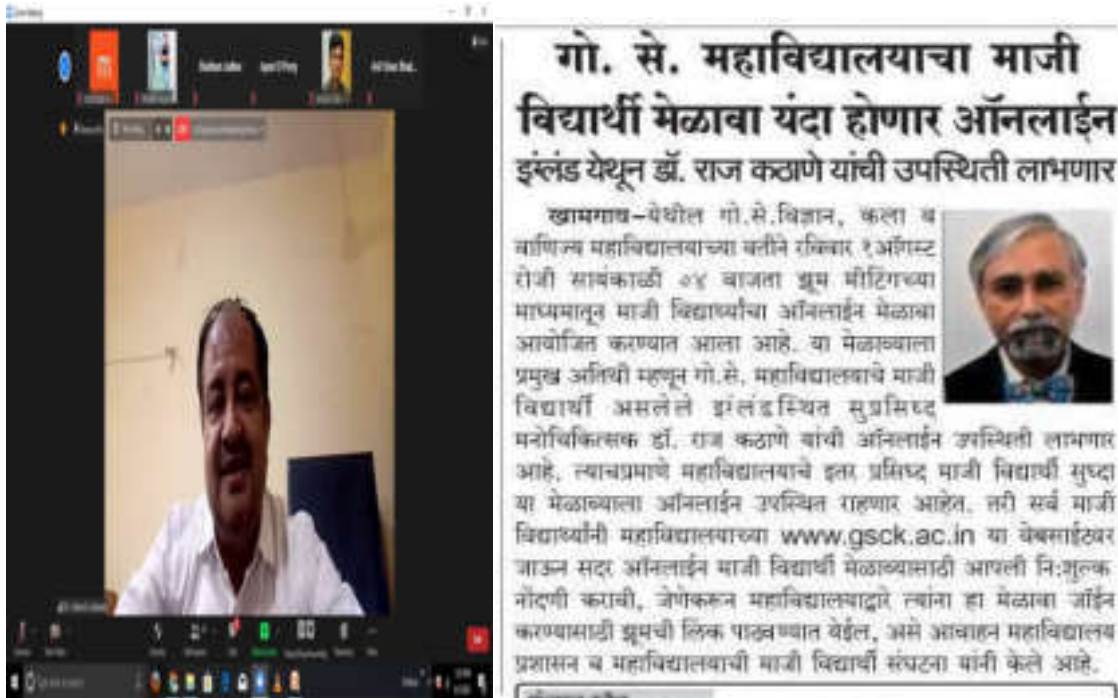 गो. से. महाविद्यालयाचा माजी
विद्यार्थी मेळावा यंदा होणार ऑनलाईन
इंग्लंड येथून डॉ. राज कठाणे यांची उपस्थिती लाभणार
खामगाव–येथील गो.से.विज्ञान, कला व
वाणिज्य महाविद्यालयाच्या वतीने रविवार १ऑगस्ट
रोजी सायंकाळी ०४ वाजता झूम मीटिंगच्या
माध्यमातून माजी विद्यार्थ्यांचा ऑनलाईन मेळावा
आयोजित करण्यात आला आहे. या मेळाव्याला
प्रमुख अतिथी म्हणून गो.से. महाविद्यालयाचे माजी
विद्यार्थी असलेले इंग्लंडस्थित सुप्रसिध्द
मनोचिकित्सक डॉ. राज कठाणे यांची ऑनलाईन उपस्थिती लाभणार
आहे. त्याचप्रमाणे महाविद्यालयाचे इतर प्रसिध्द माजी विद्यार्थी सुध्दा
या मेळाव्याला ऑनलाईन उपस्थित राहणार आहेत. तरी सर्व माजी
विद्यार्थ्यांनी महाविद्यालयाच्या www.gsck.ac.in या वेबसाईटवर
जाऊन सदर ऑनलाईन माजी विद्यार्थी मेळाव्यासाठी आपली नि:शुल्क
नोंदणी करावी, जेणेकरून महाविद्यालयाद्वारे त्यांना हा मेळावा जॉईन
करण्यासाठी झूमची लिंक पाठवण्यात येईल, असे आवाहन महाविद्यालय
प्रशासन व महाविद्यालयाची माजी विद्यार्थी संघटना यांनी केले आहे.